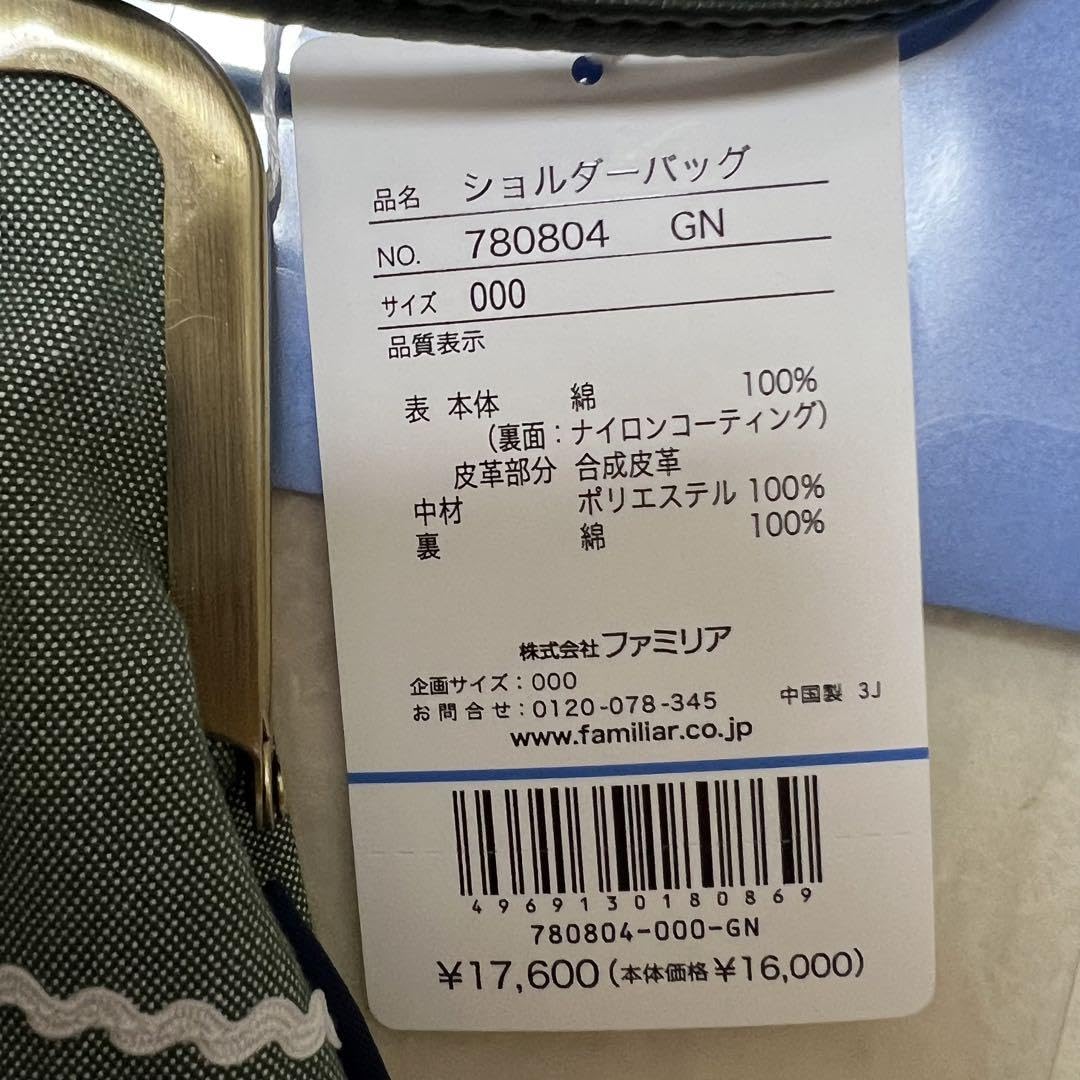 品名 ショルダーバッグ
NO. 780804 GN
サイズ 000
品質表示
表 本体 綿 100%
(裏面:ナイロンコーティング)
皮革部分 合成皮革
中材 ポリエステル 100%
裏 綿 100%
株式会社ファミリア
企画サイズ:000
お問合せ:0120-078-345 中国製 3J
www.familiar.co.jp
4969130180869
780804-000-GN
¥17,600(本体価格¥16,000)